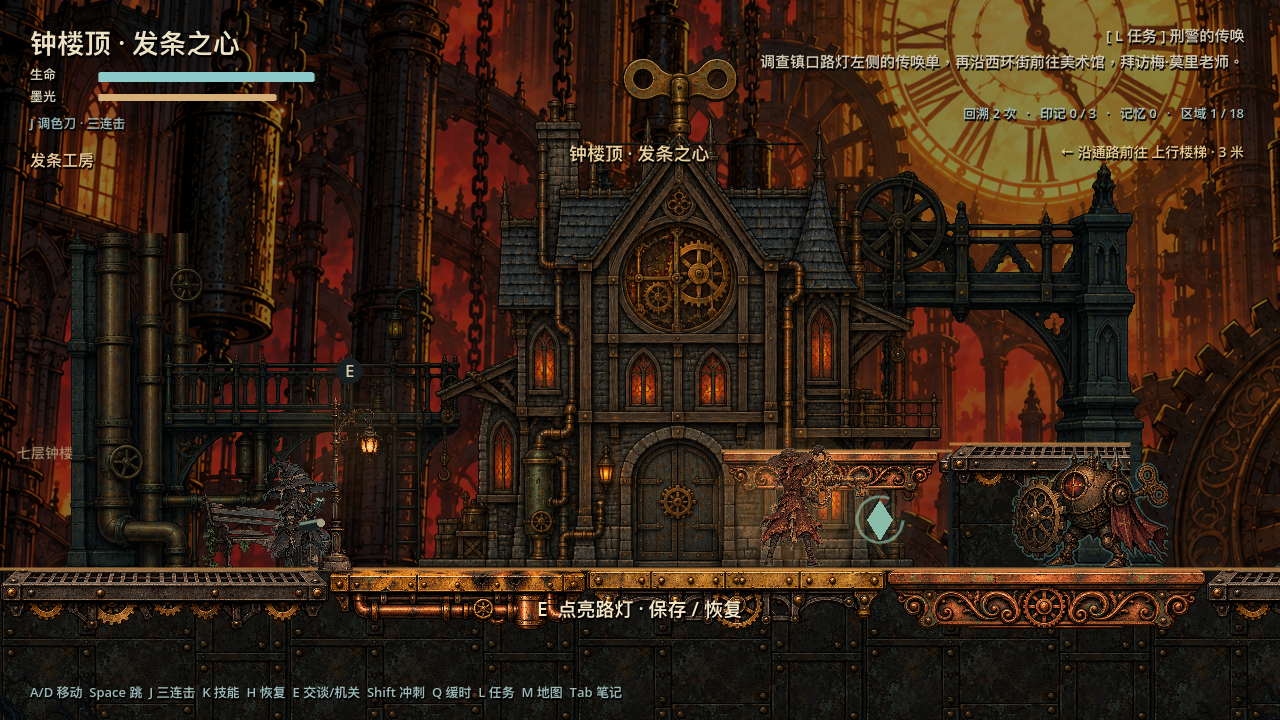 钟楼顶 · 发条之心
生命
墨光
J 调色刀 · 三连击
发条工房
[ L 任务 ] 刑警的传唤
调查镇口路灯左侧的传唤单，再沿西环街前往美术馆，拜访梅·莫里老师。
回溯 2 次 · 印记 0 / 3 · 记忆 0 · 区域 1 / 18
← 沿通路前往 上行楼梯 · 3 米
钟楼顶 · 发条之心
E
七层钟楼
E 点亮路灯 · 保存 / 恢复
A/D 移动 Space 跳 J 三连击 K 技能 H 恢复 E 交谈/机关 Shift 冲刺 Q 缓时 L 任务 M 地图 Tab 笔记